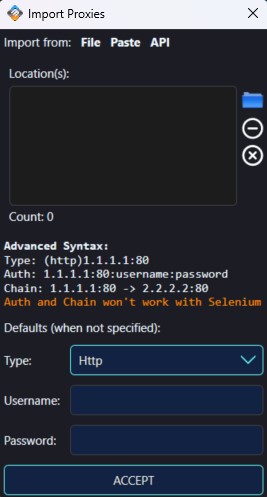 Import Proxies
Import from: File Paste API
Location(s):
Count: 0
Advanced Syntax:
Type: (http)1.1.1.1:80
Auth: 1.1.1.1:80:username:password
Chain: 1.1.1.1:80 -> 2.2.2.2:80
Auth and Chain won't work with Selenium
Defaults (when not specified):
Type: Http
Username:
Password:
ACCEPT